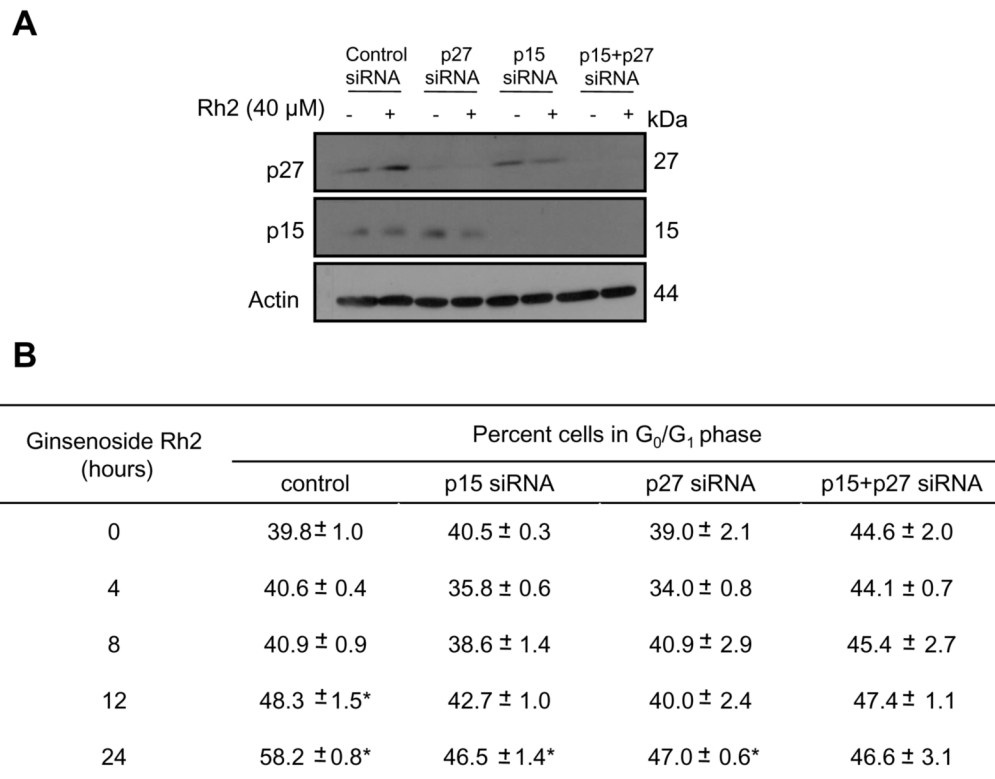 A
Control p27 p15 p15+p27
siRNA siRNA siRNA siRNA
Rh2 (40 µM) - + - + - + - + kDa
p27 27
p15 15
Actin 44
B
Ginsenoside Rh2 (hours) Percent cells in G₀/G₁ phase
control p15 siRNA p27 siRNA p15+p27 siRNA
0 39.8 ± 1.0 40.5 ± 0.3 39.0 ± 2.1 44.6 ± 2.0
4 40.6 ± 0.4 35.8 ± 0.6 34.0 ± 0.8 44.1 ± 0.7
8 40.9 ± 0.9 38.6 ± 1.4 40.9 ± 2.9 45.4 ± 2.7
12 48.3 ± 1.5* 42.7 ± 1.0 40.0 ± 2.4 47.4 ± 1.1
24 58.2 ± 0.8* 46.5 ± 1.4* 47.0 ± 0.6* 46.6 ± 3.1